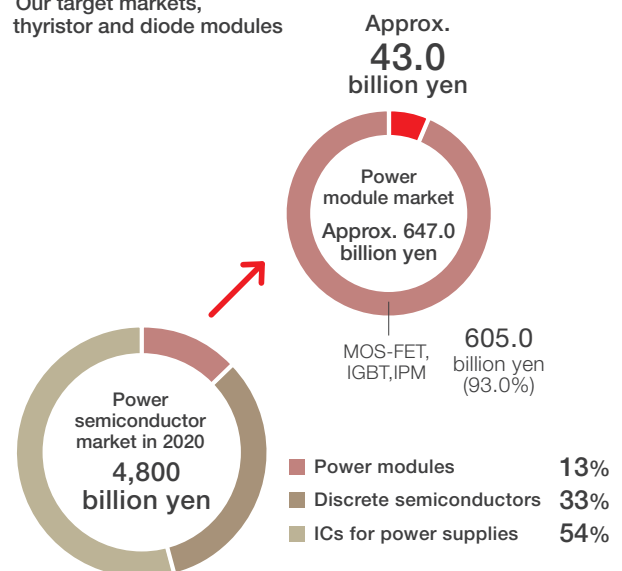 Our target markets,
thyristor and diode modules
Approx.
43.0
billion yen
Power
module market
Approx. 647.0
billion yen
MOS-FET,
IGBT,IPM
605.0
billion yen
(93.0%)
Power
semiconductor
market in 2020
4,800
billion yen
Power modules 13%
Discrete semiconductors 33%
ICs for power supplies 54%